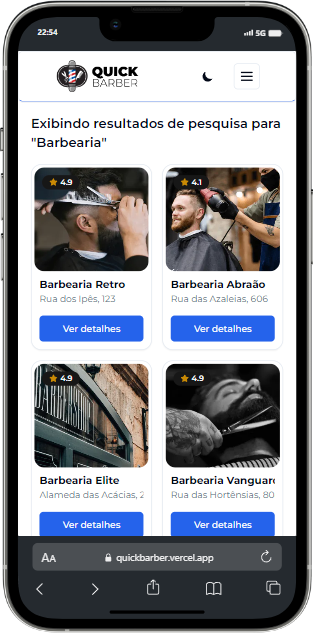 22:54
5G
QUICK
BARBER
Exibindo resultados de pesquisa para
"Barbearia"
4.9
4.1
Barbearia Retro
Barbearia Abraão
Rua dos Ipês, 123
Rua das Azaleias, 606
Ver detalhes
Ver detalhes
4.9
4.9
Barbearia Elite
Barbearia Vanguar
Alameda das Acácias, 2
Rua das Hortênsias, 80
Ver detalhes
Ver detalhes
AA
quickbarber.vercel.app